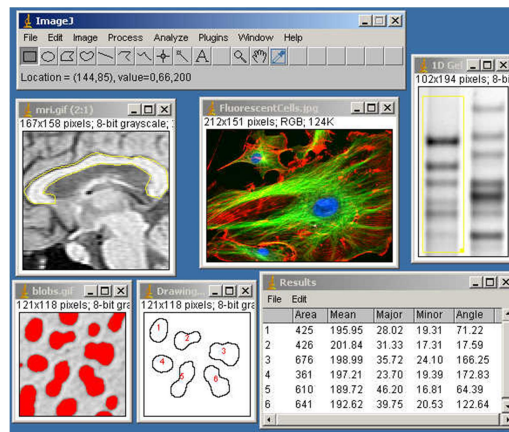 ImageJ
File Edit Image Process Analyze Plugins Window Help
A
Location = (144,85), value=0,66,200
1D Gel
102x194 pixels; 8-bi
mri.gif (2:1)
167x158 pixels; 8-bit grayscale;
FluorescentCells.jpg
212x151 pixels; RGB; 124K
blobs.gif
121x118 pixels; 8-bit gra
Drawing...
121x118 pixels; 8-bit gra
1
2
3
4
5
6
Results
File Edit
Area Mean Major Minor Angle
1 425 195.95 28.02 19.31 71.22
2 426 201.84 31.33 17.31 17.59
3 676 198.99 35.72 24.10 166.25
4 361 197.21 23.70 19.39 172.83
5 610 189.72 46.20 16.81 64.39
6 641 192.62 39.75 20.53 122.64